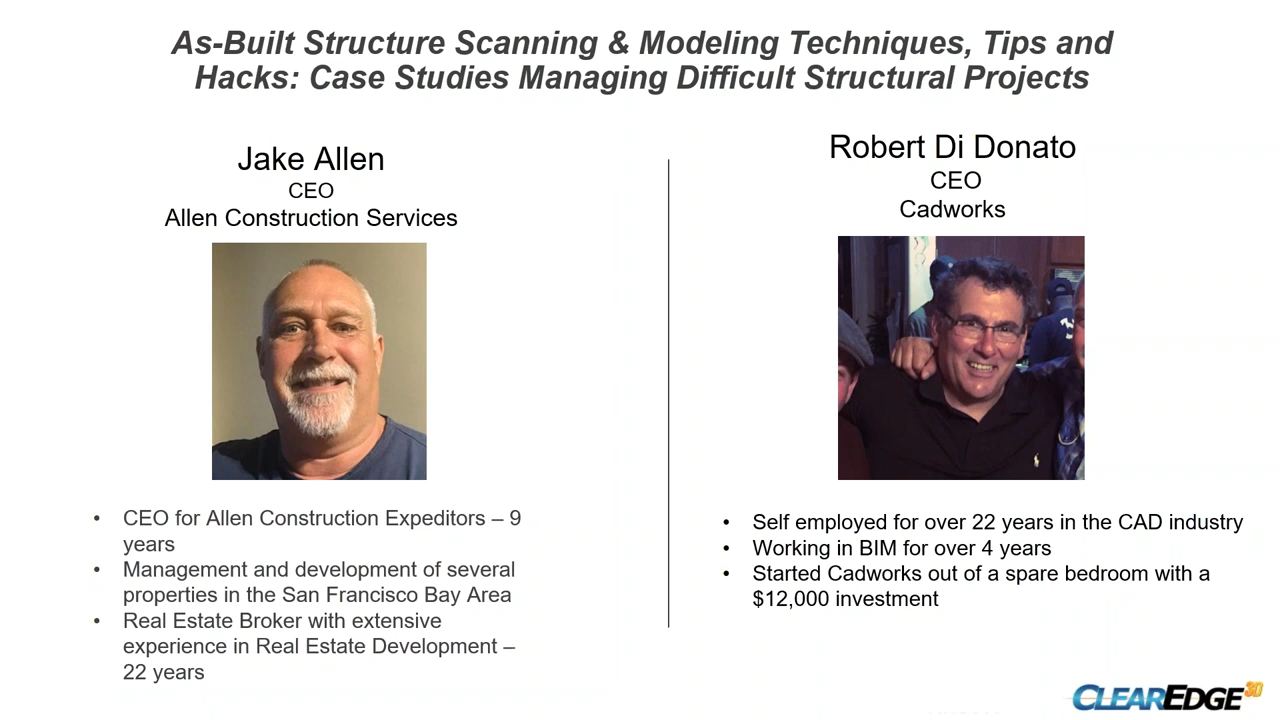 As-Built Structure Scanning & Modeling Techniques, Tips and
Hacks: Case Studies Managing Difficult Structural Projects
Jake Allen
CEO
Allen Construction Services
• CEO for Allen Construction Expeditors – 9
years
• Management and development of several
properties in the San Francisco Bay Area
• Real Estate Broker with extensive
experience in Real Estate Development –
22 years
Robert Di Donato
CEO
Cadworks
• Self employed for over 22 years in the CAD industry
• Working in BIM for over 4 years
• Started Cadworks out of a spare bedroom with a
$12,000 investment
CLEAREDGE3D